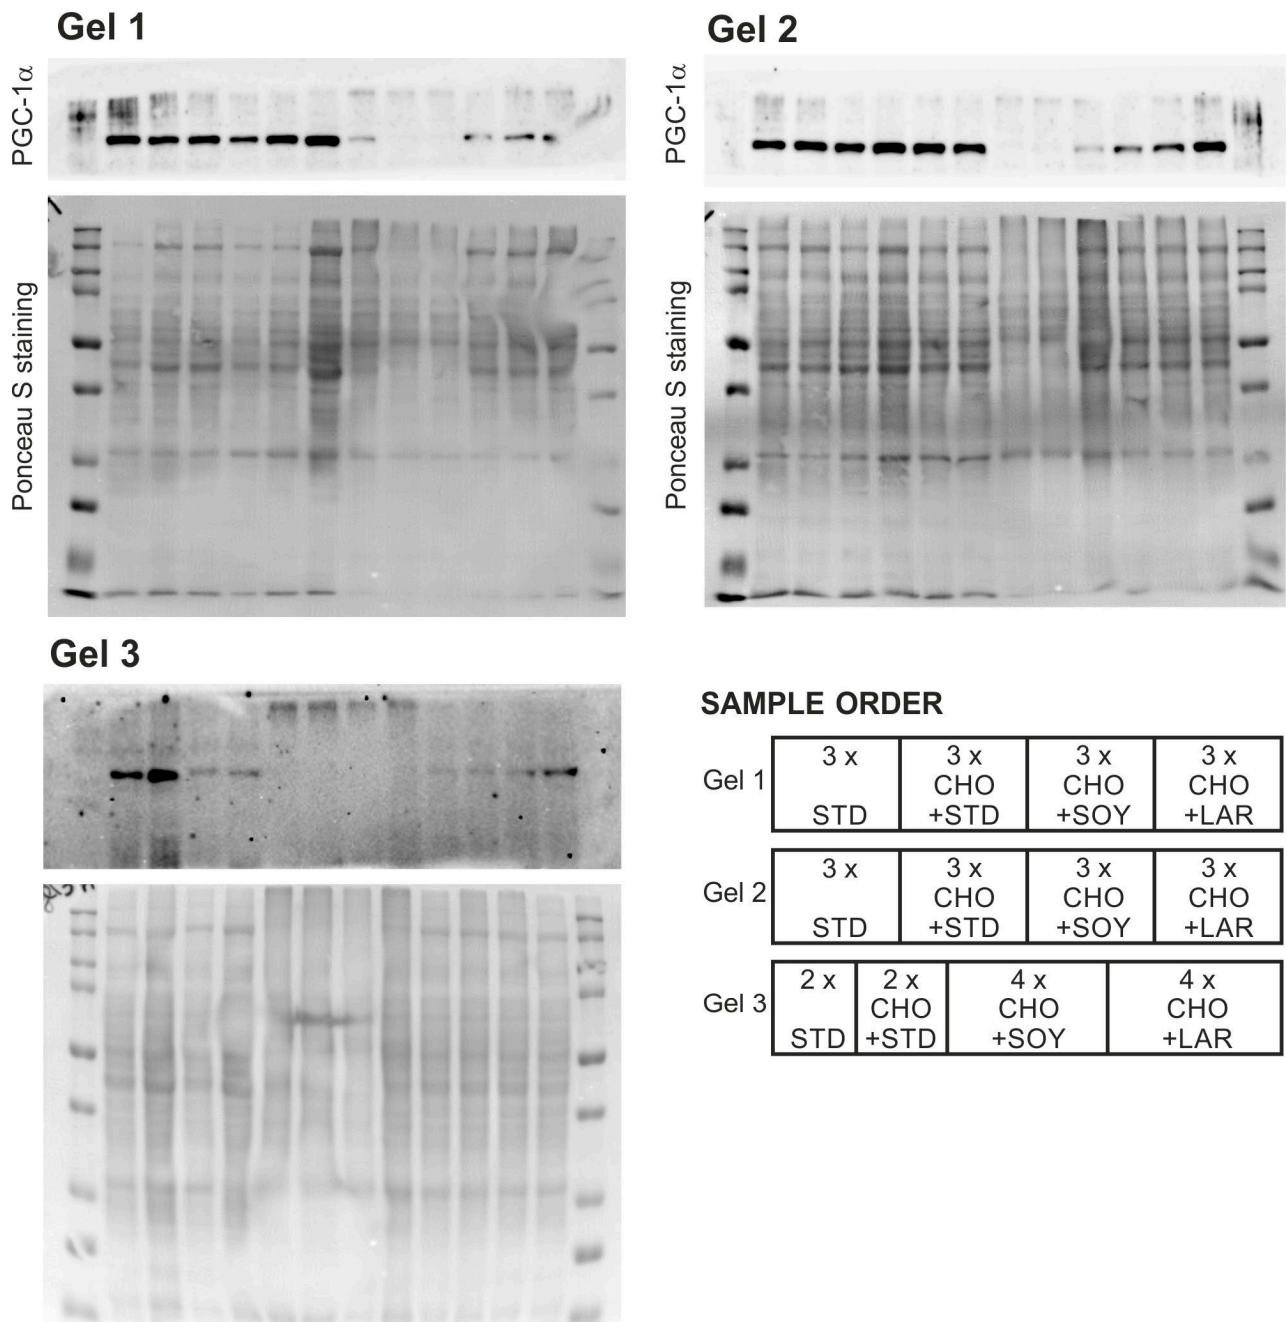 Gel 1
Gel 2
PGC-1α
PGC-1α
Ponceau S staining
Ponceau S staining
Gel 3
SAMPLE ORDER
Gel 1
3 x
STD
3 x
CHO
+STD
3 x
CHO
+SOY
3 x
CHO
+LAR
Gel 2
3 x
STD
3 x
CHO
+STD
3 x
CHO
+SOY
3 x
CHO
+LAR
Gel 3
2 x
STD
2 x
CHO
+STD
4 x
CHO
+SOY
4 x
CHO
+LAR